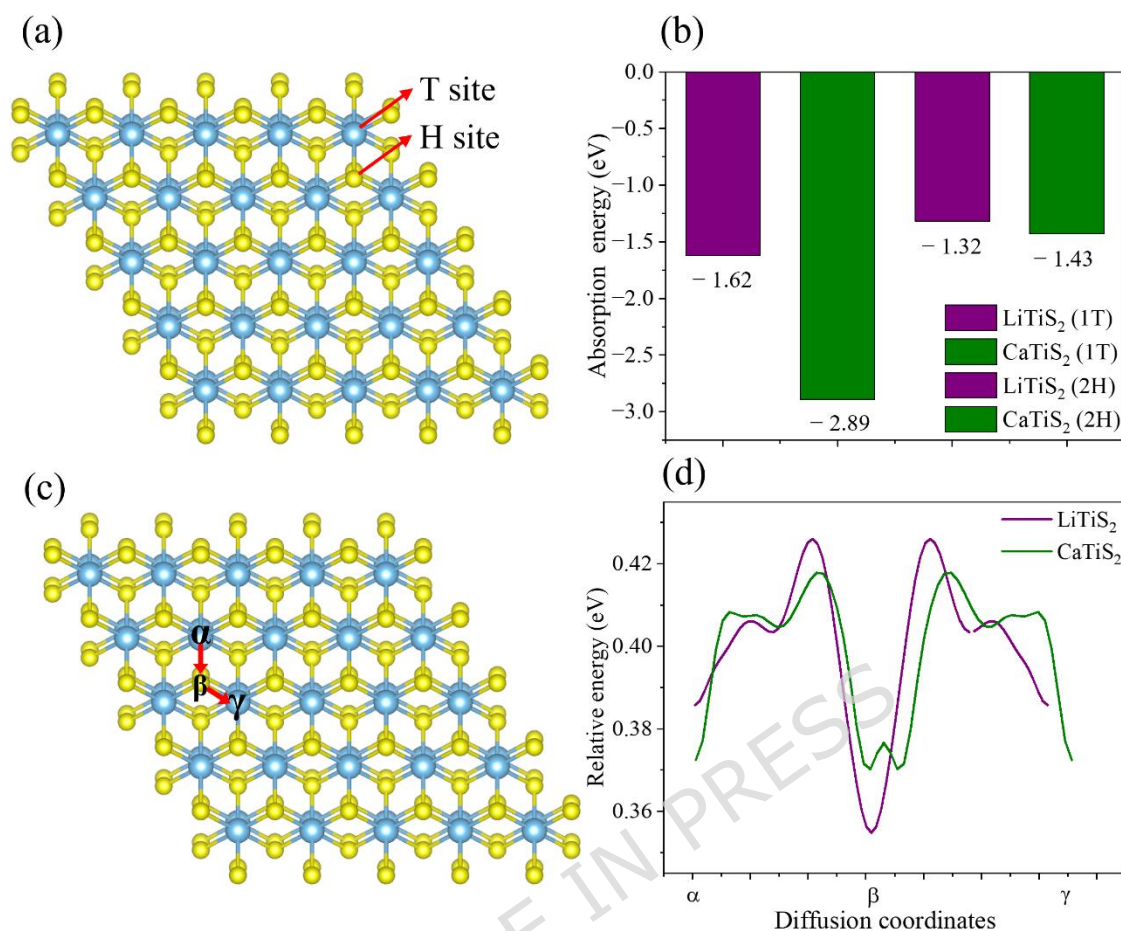 (a)
T site
H site
(b)
Absorption energy (eV)
0.0
−0.5
−1.0
−1.5
−2.0
−2.5
−3.0
− 1.62
− 2.89
− 1.32
− 1.43
LiTiS₂ (1T)
CaTiS₂ (1T)
LiTiS₂ (2H)
CaTiS₂ (2H)
(c)
α
β
γ
(d)
Relative energy (eV)
0.42
0.40
0.38
0.36
LiTiS₂
CaTiS₂
α β γ
Diffusion coordinates
E IN PRESS